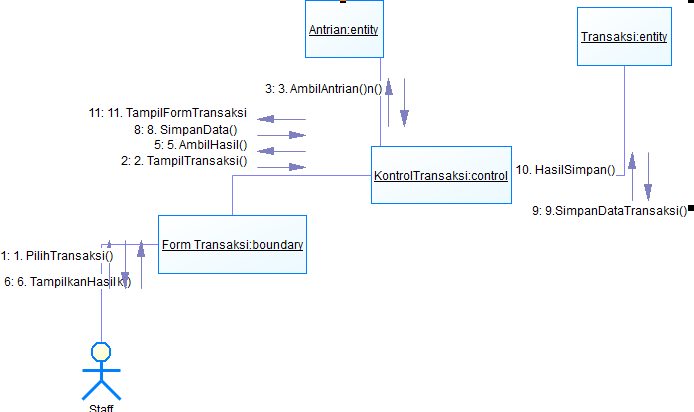 Antrian:entity
Transaksi:entity
3: 3. AmbilAntrian()n()
11: 11. TampilFormTransaksi
8: 8. SimpanData()
5: 5. AmbilHasil()
2: 2. TampilTransaksi()
KontrolTransaksi:control
10. HasilSimpan()
9: 9.SimpanDataTransaksi()
Form Transaksi:boundary
1: 1. PilihTransaksi()
6: 6. TampilkanHasil
Staff